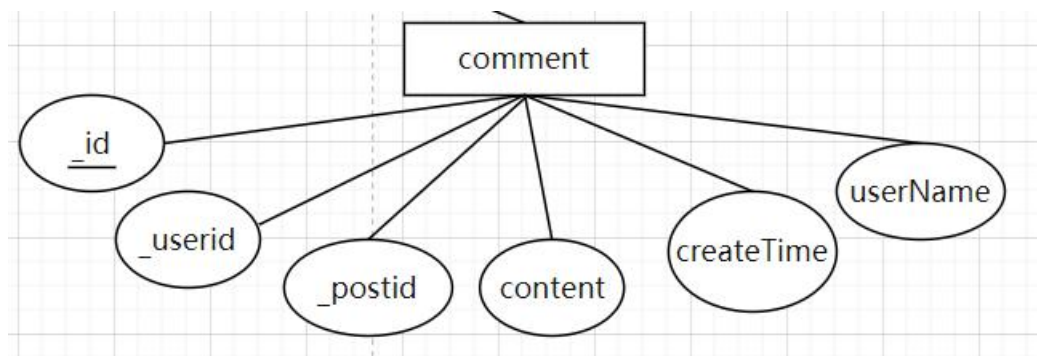 comment
_id
_userid
_postid
content
createTime
userName